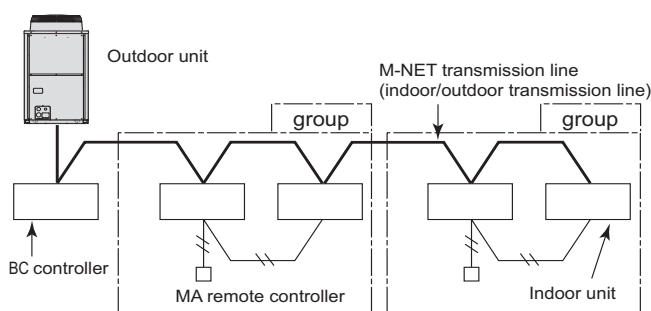 Outdoor unit
M-NET transmission line
(indoor/outdoor transmission line)
group
group
BC controller
MA remote controller
Indoor unit